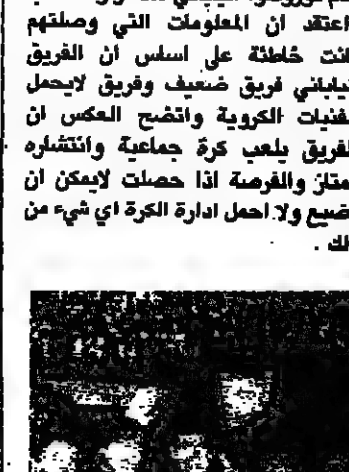 اعتقد ان المعلومات التي وصلتهم
انت خاطئة على اساس ان الفريق
ياباني فريق ضعيف وفريق لايحمل
قنيات الكروية واتضح العكس ان
لفريق يلعب كرة جماعية وانتشاره
متاز والفرصة اذا حصلت لايمكن ان
ضيع ولا احمل ادارة الكرة اي شيء من
لك .